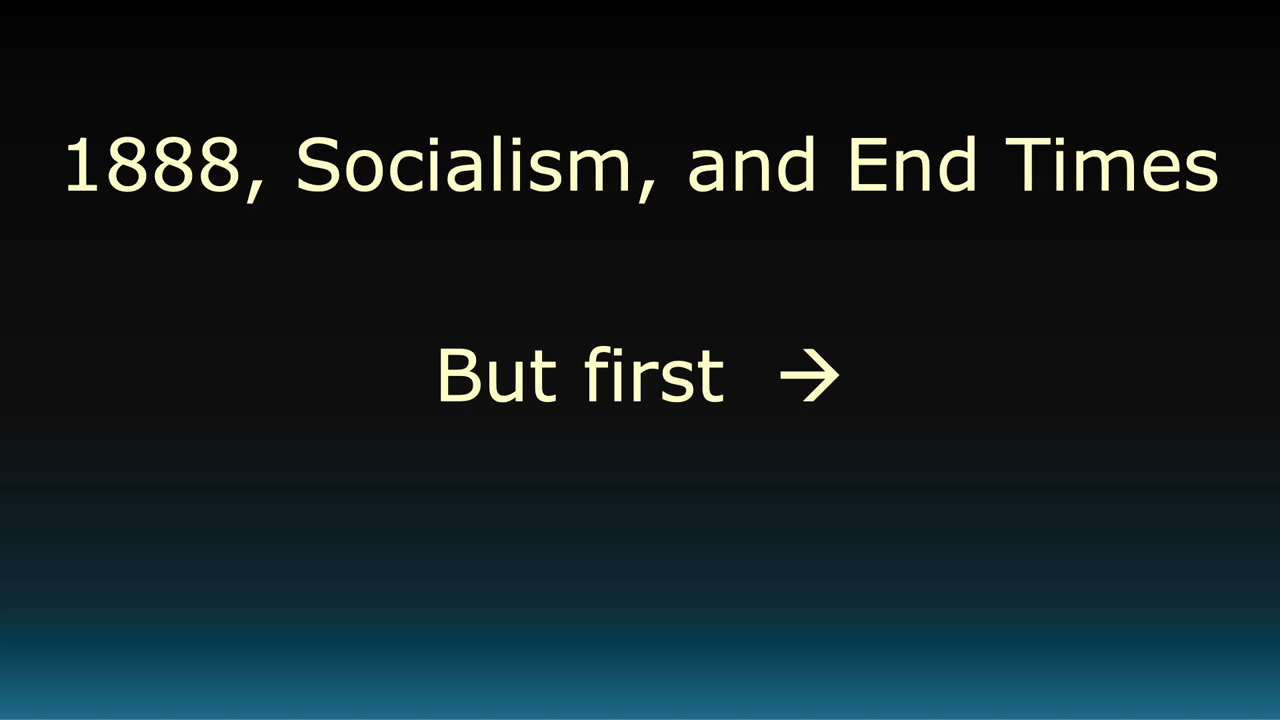 1888, Socialism, and End Times
But first →